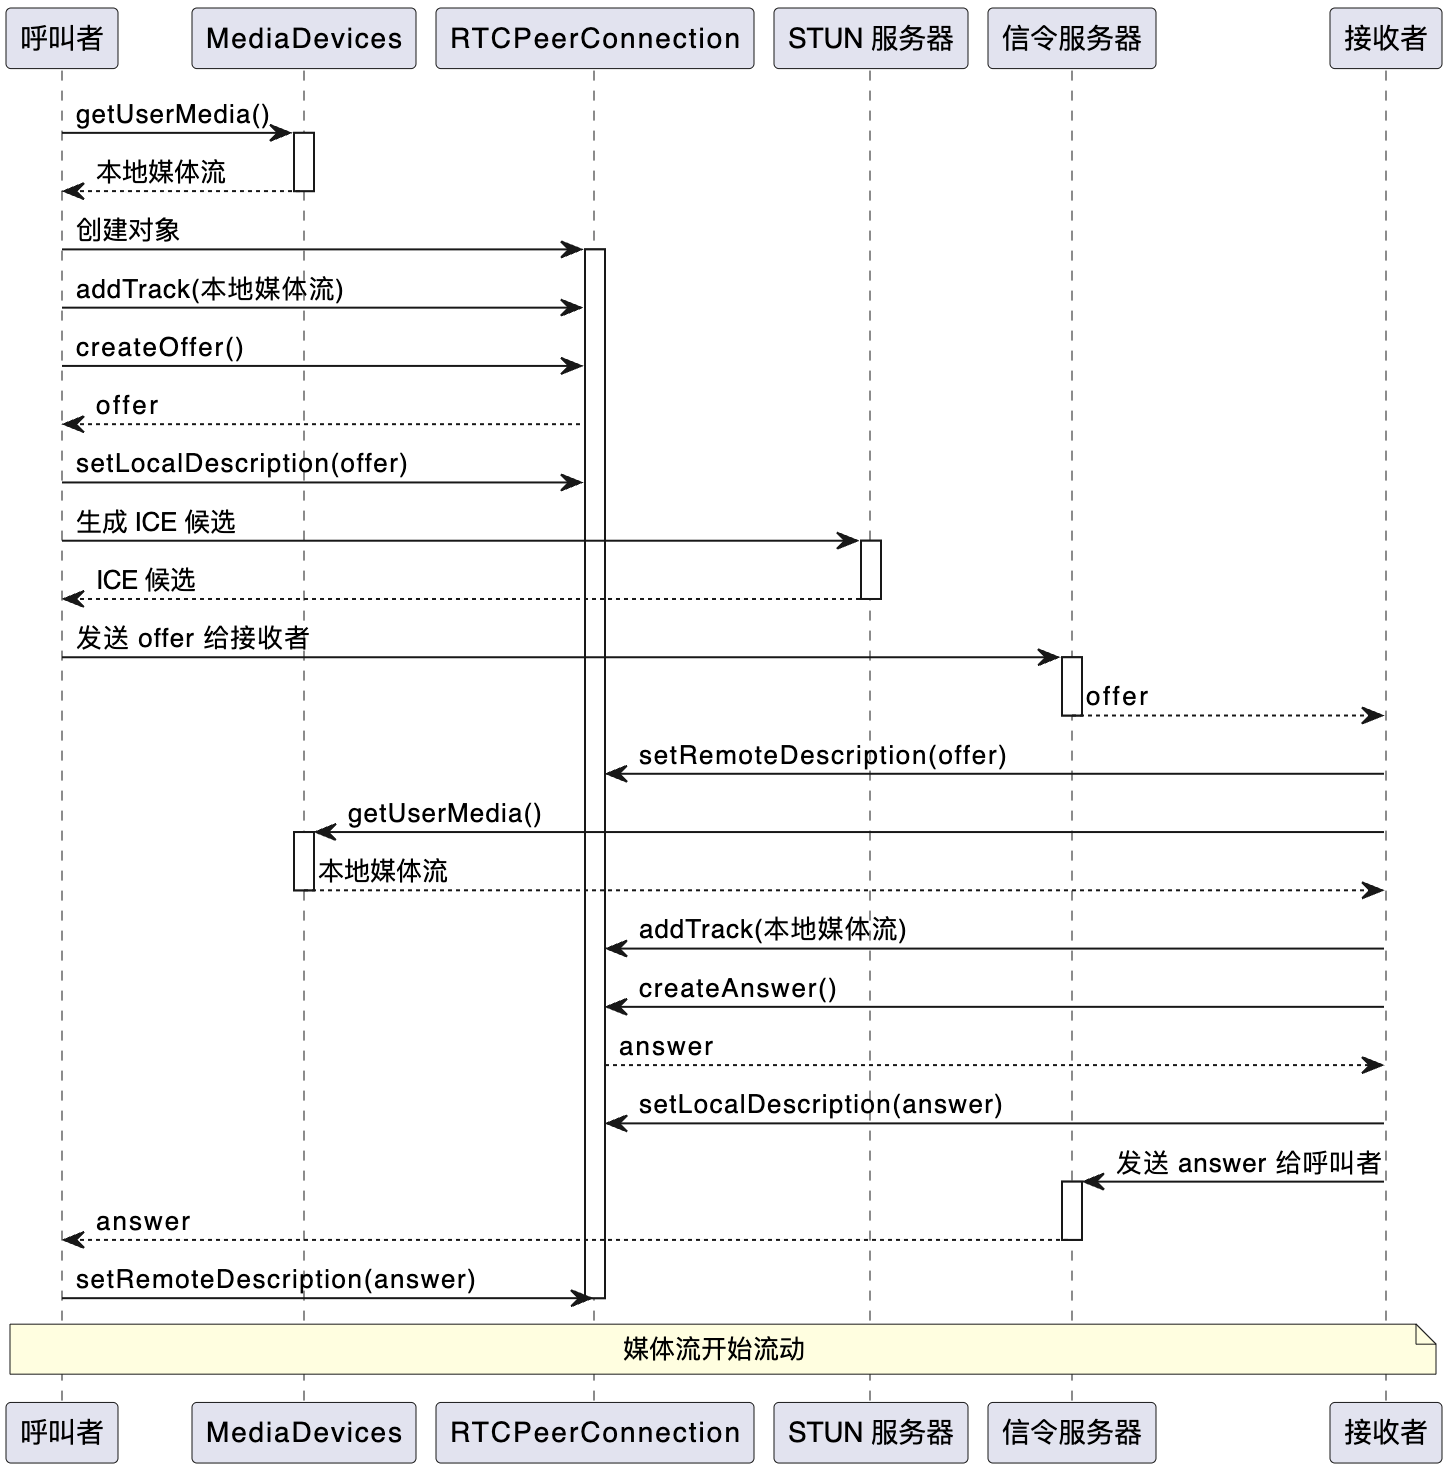 呼叫者
MediaDevices
RTCPeerConnection
STUN 服务器
信令服务器
接收者
getUserMedia()
本地媒体流
创建对象
addTrack(本地媒体流)
createOffer()
offer
setLocalDescription(offer)
生成 ICE 候选
ICE 候选
发送 offer 给接收者
offer
setRemoteDescription(offer)
getUserMedia()
本地媒体流
addTrack(本地媒体流)
createAnswer()
answer
setLocalDescription(answer)
发送 answer 给呼叫者
answer
setRemoteDescription(answer)
媒体流开始流动
呼叫者
MediaDevices
RTCPeerConnection
STUN 服务器
信令服务器
接收者